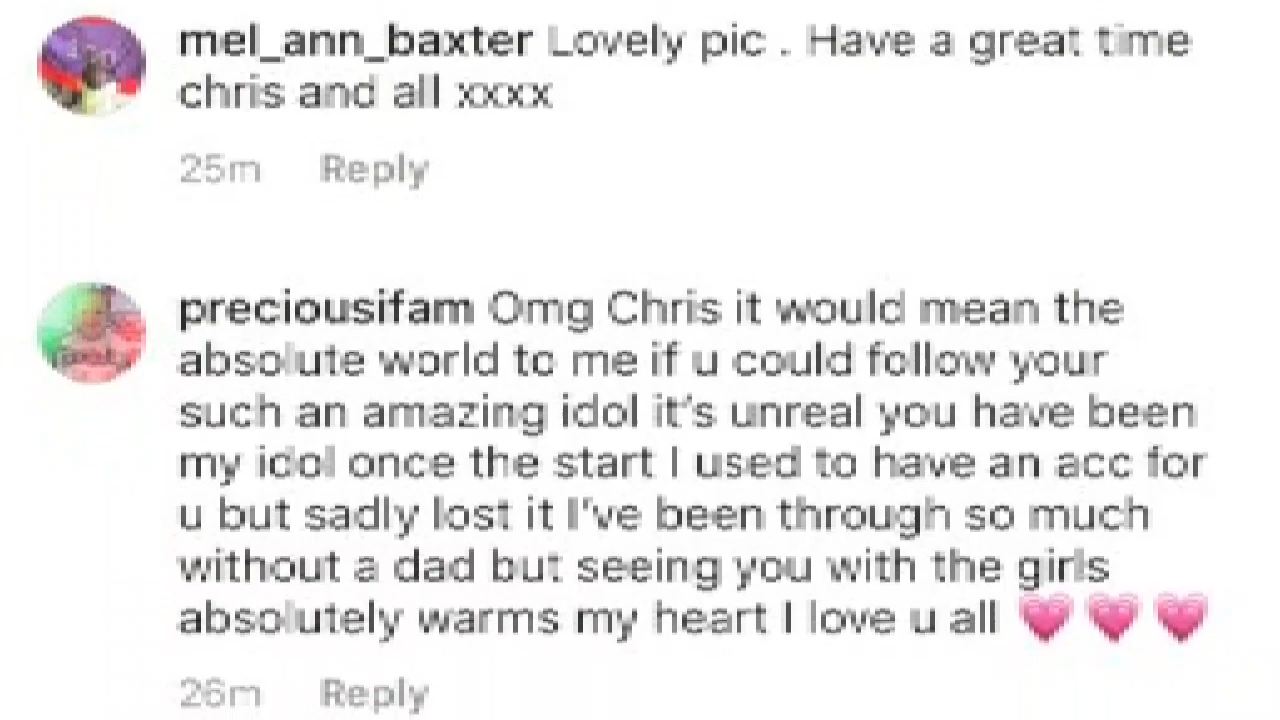 mel_ann_baxter Lovely pic . Have a great time
chris and all xxxx
25m Reply
preciousifam Omg Chris it would mean the
absolute world to me if u could follow your
such an amazing idol it's unreal you have been
my idol once the start I used to have an acc for
u but sadly lost it I've been through so much
without a dad but seeing you with the girls
absolutely warms my heart I love u all 💗 💗 💗
26m Reply